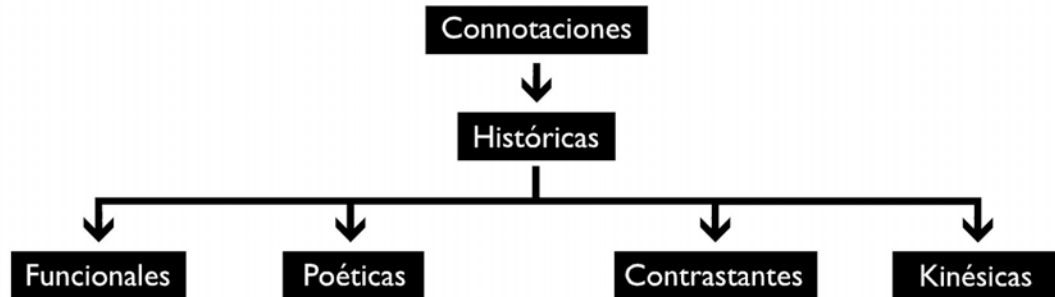 Connotaciones
Históricas
Funcionales
Poéticas
Contrastantes
Kinésicas